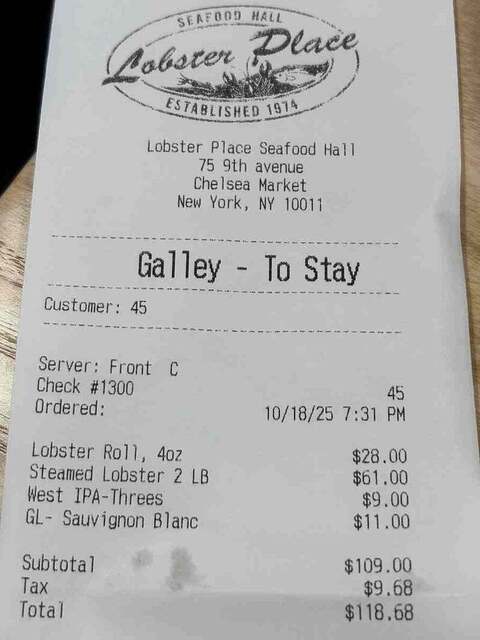 SEAFOOD HALL
Lobster Place
ESTABLISHED 1974
Lobster Place Seafood Hall
75 9th avenue
Chelsea Market
New York, NY 10011
Galley - To Stay
Customer: 45
Server: Front C
Check #1300 45
Ordered: 10/18/25 7:31 PM
Lobster Roll, 4oz $28.00
Steamed Lobster 2 LB $61.00
West IPA-Threes $9.00
GL- Sauvignon Blanc $11.00
Subtotal $109.00
Tax $9.68
Total $118.68